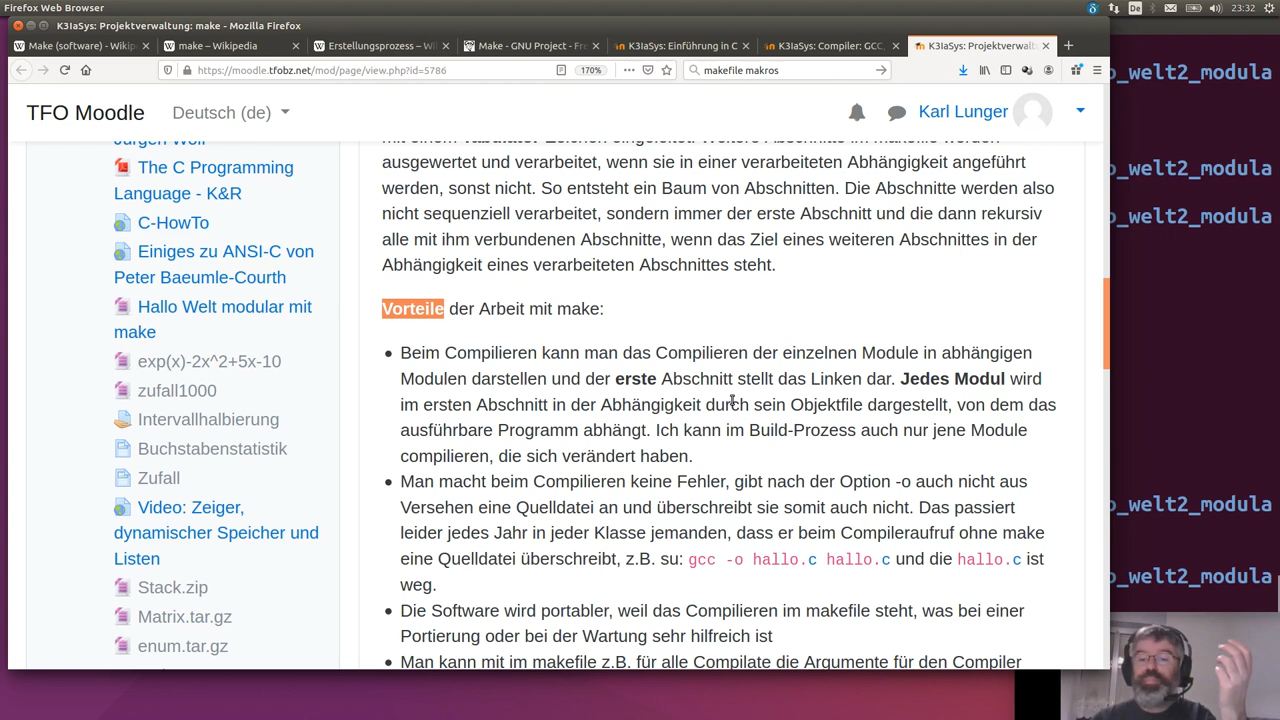 Firefox Web Browser
De
23:32
K3IaSys: Projektverwaltung: make - Mozilla Firefox
Make (software) - Wikip
make – Wikipedia
Erstellungsprozess – Wi
Make - GNU Project - Fre
K3IaSys: Einführung in C
K3IaSys: Compiler: GCC,
K3IaSys: Projektverwalt
https://moodle.tfobz.net/mod/page/view.php?id=5786
170%
makefile makros
TFO Moodle
Deutsch (de)
Karl Lunger
Jürgen Wolf
The C Programming
Language - K&R
C-HowTo
Einiges zu ANSI-C von
Peter Baeumle-Courth
Hallo Welt modular mit
make
exp(x)-2x^2+5x-10
zufall1000
Intervallhalbierung
Buchstabenstatistik
Zufall
Video: Zeiger,
dynamischer Speicher und
Listen
Stack.zip
Matrix.tar.gz
enum.tar.gz
ausgewertet und verarbeitet, wenn sie in einer verarbeiteten Abhängigkeit angeführt
werden, sonst nicht. So entsteht ein Baum von Abschnitten. Die Abschnitte werden also
nicht sequenziell verarbeitet, sondern immer der erste Abschnitt und die dann rekursiv
alle mit ihm verbundenen Abschnitte, wenn das Ziel eines weiteren Abschnittes in der
Abhängigkeit eines verarbeiteten Abschnittes steht.
Vorteile der Arbeit mit make:
Beim Compilieren kann man das Compilieren der einzelnen Module in abhängigen
Modulen darstellen und der erste Abschnitt stellt das Linken dar. Jedes Modul wird
im ersten Abschnitt in der Abhängigkeit durch sein Objektfile dargestellt, von dem das
ausführbare Programm abhängt. Ich kann im Build-Prozess auch nur jene Module
compilieren, die sich verändert haben.
Man macht beim Compilieren keine Fehler, gibt nach der Option -o auch nicht aus
Versehen eine Quelldatei an und überschreibt sie somit auch nicht. Das passiert
leider jedes Jahr in jeder Klasse jemanden, dass er beim Compileraufruf ohne make
eine Quelldatei überschreibt, z.B. su: gcc -o hallo.c hallo.c und die hallo.c ist
weg.
Die Software wird portabler, weil das Compilieren im makefile steht, was bei einer
Portierung oder bei der Wartung sehr hilfreich ist
Man kann mit im makefile z.B. für alle Compilate die Argumente für den Compiler
o_welt2_modula
o_welt2_modula
o_welt2_modula
o_welt2_modula
o_welt2_modula